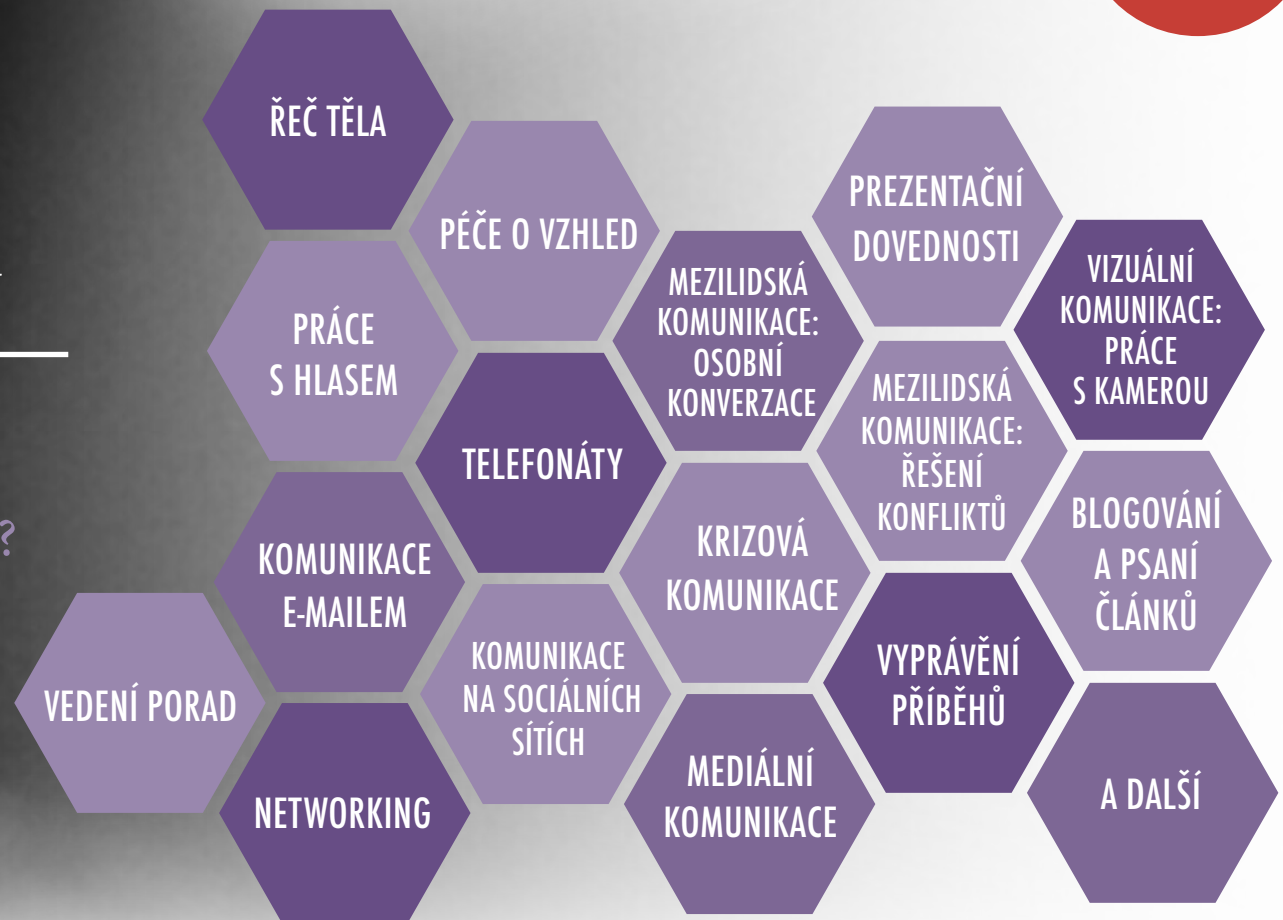 ŘEČ TĚLA
PÉČE O VZHLED
PREZENTAČNÍ
DOVEDNOSTI
PRÁCE
S HLASEM
MEZILIDSKÁ
KOMUNIKACE:
OSOBNÍ
KONVERZACE
VIZUÁLNÍ
KOMUNIKACE:
PRÁCE
S KAMEROU
TELEFONÁTY
MEZILIDSKÁ
KOMUNIKACE:
ŘEŠENÍ
KONFLIKTŮ
?
KOMUNIKACE
E-MAILEM
KRIZOVÁ
KOMUNIKACE
BLOGOVÁNÍ
A PSANÍ
ČLÁNKŮ
VEDENÍ PORAD
KOMUNIKACE
NA SOCIÁLNÍCH
SÍTÍCH
VYPRÁVĚNÍ
PŘÍBĚHŮ
NETWORKING
MEDIÁLNÍ
KOMUNIKACE
A DALŠÍ